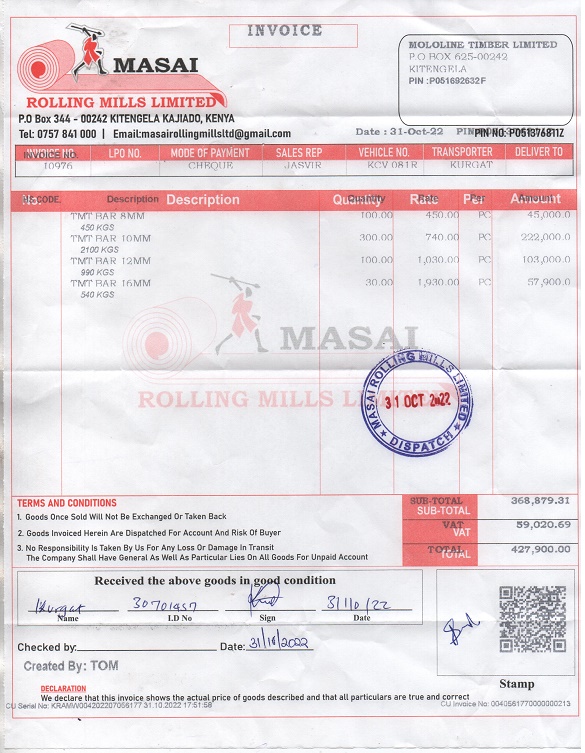 INVOICE
MASAI
ROLLING MILLS LIMITED
P.O Box 344 - 00242 KITENGELA KAJIADO, KENYA
Tel: 0757 841 000 | Email:masairollingmillsltd@gmail.com
MOLOLINE TIMBER LIMITED
P.O BOX 625-00242
KITENGELA
PIN :P051692632F
Date : 31-Oct-22 PIN NO: P051376811Z
INVOICE NO. LPO NO. MODE OF PAYMENT SALES REP VEHICLE NO. TRANSPORTER DELIVER TO
10976 CHEQUE JASVIR KCV 081R KURGAT
HS CODE. Description Description Quantity Rate Per Amount
TMT BAR 8MM 100.00 450.00 PC 45,000.0
450 KGS
TMT BAR 10MM 300.00 740.00 PC 222,000.0
2100 KGS
TMT BAR 12MM 100.00 1,030.00 PC 103,000.0
990 KGS
TMT BAR 16MM 30.00 1,930.00 PC 57,900.0
540 KGS
MASAI
ROLLING MILLS LIMITED
MASAI ROLLING MILLS LIMITED
31 OCT 2022
★ DISPATCH ★
TERMS AND CONDITIONS
1. Goods Once Sold Will Not Be Exchanged or Taken Back
2. Goods Invoiced Herein Are Dispatched For Account And Risk Of Buyer
3. No Responsibility Is Taken By Us For Any Loss Or Damage In Transit
The Company Shall Have General As Well As Particular Lies On All Goods For Unpaid Account
SUB-TOTAL 368,879.31
SUB-TOTAL
VAT 59,020.69
VAT
TOTAL 427,900.00
TOTAL
Received the above goods in good condition
Kurgat 30701457 31/10/22
Name I.D No Sign Date
Checked by: Date: 31/10/2022
Created By: TOM
Stamp
DECLARATION
We declare that this invoice shows the actual price of goods described and that all particulars are true and correct
CU Serial No: KRAMW004202207056177 31.10.2022 17:51:58
CU Invoice No: 0040561770000000213